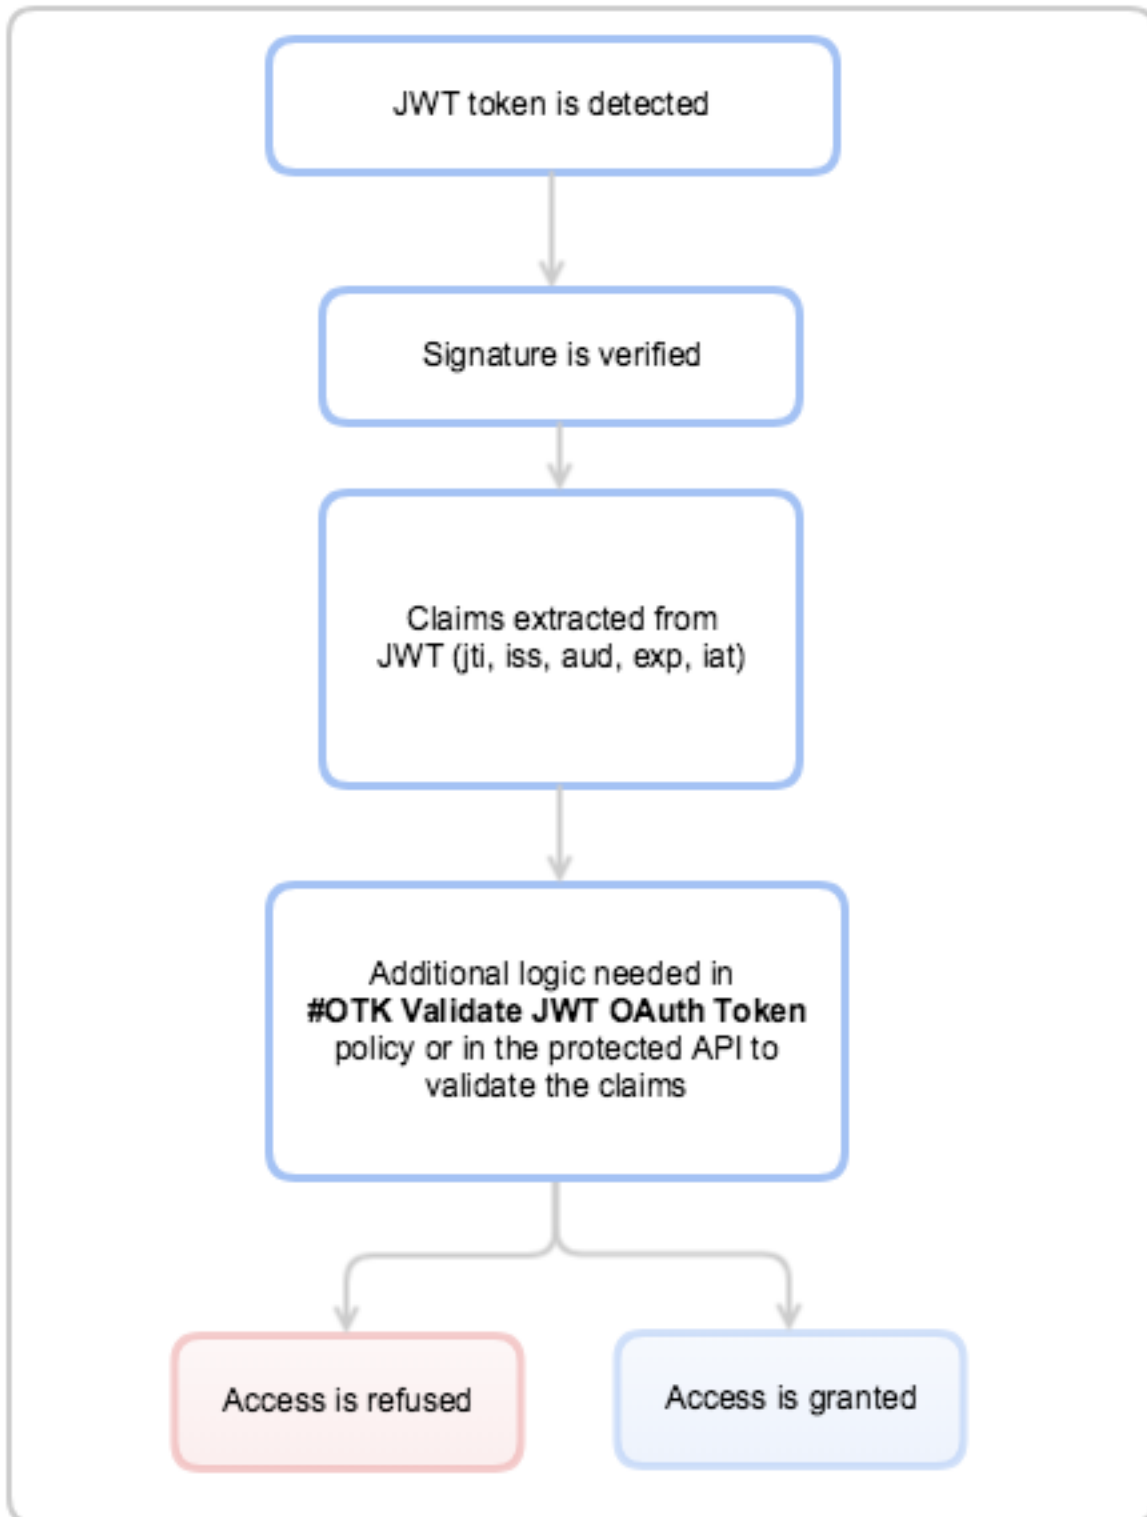 JWT token is detected
Signature is verified
Claims extracted from
JWT (jti, iss, aud, exp, iat)
Additional logic needed in
#OTK Validate JWT OAuth Token
policy or in the protected API to
validate the claims
Access is refused
Access is granted